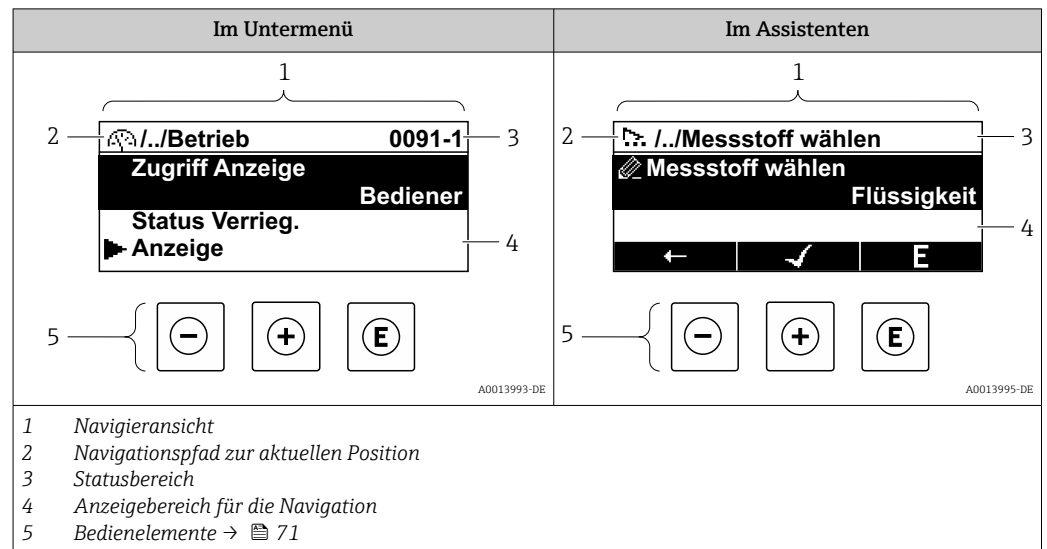 Im Untermenü
1
2
/../Betrieb 0091-1
3
Zugriff Anzeige
Bediener
Status Verrieg.
Anzeige
4
5
- + E
A0013993-DE
Im Assistenten
1
2
/../Messstoff wählen
3
Messstoff wählen
Flüssigkeit
4
← ✓ E
5
- + E
A0013995-DE
1 Navigieransicht
2 Navigationspfad zur aktuellen Position
3 Statusbereich
4 Anzeigebereich für die Navigation
5 Bedienelemente → 71